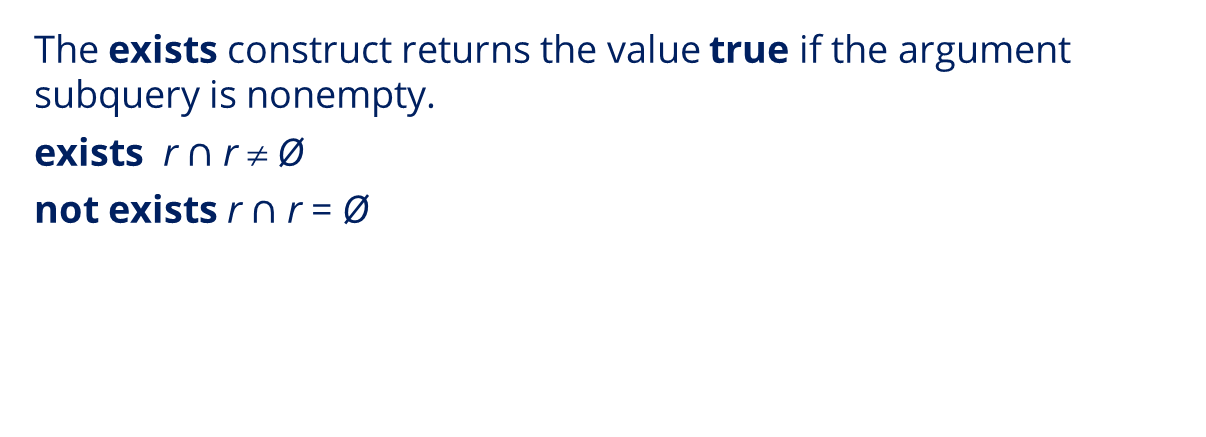 The exists construct returns the value true if the argument
subquery is nonempty.
exists r ∩ r ≠ Ø
not exists r ∩ r = Ø